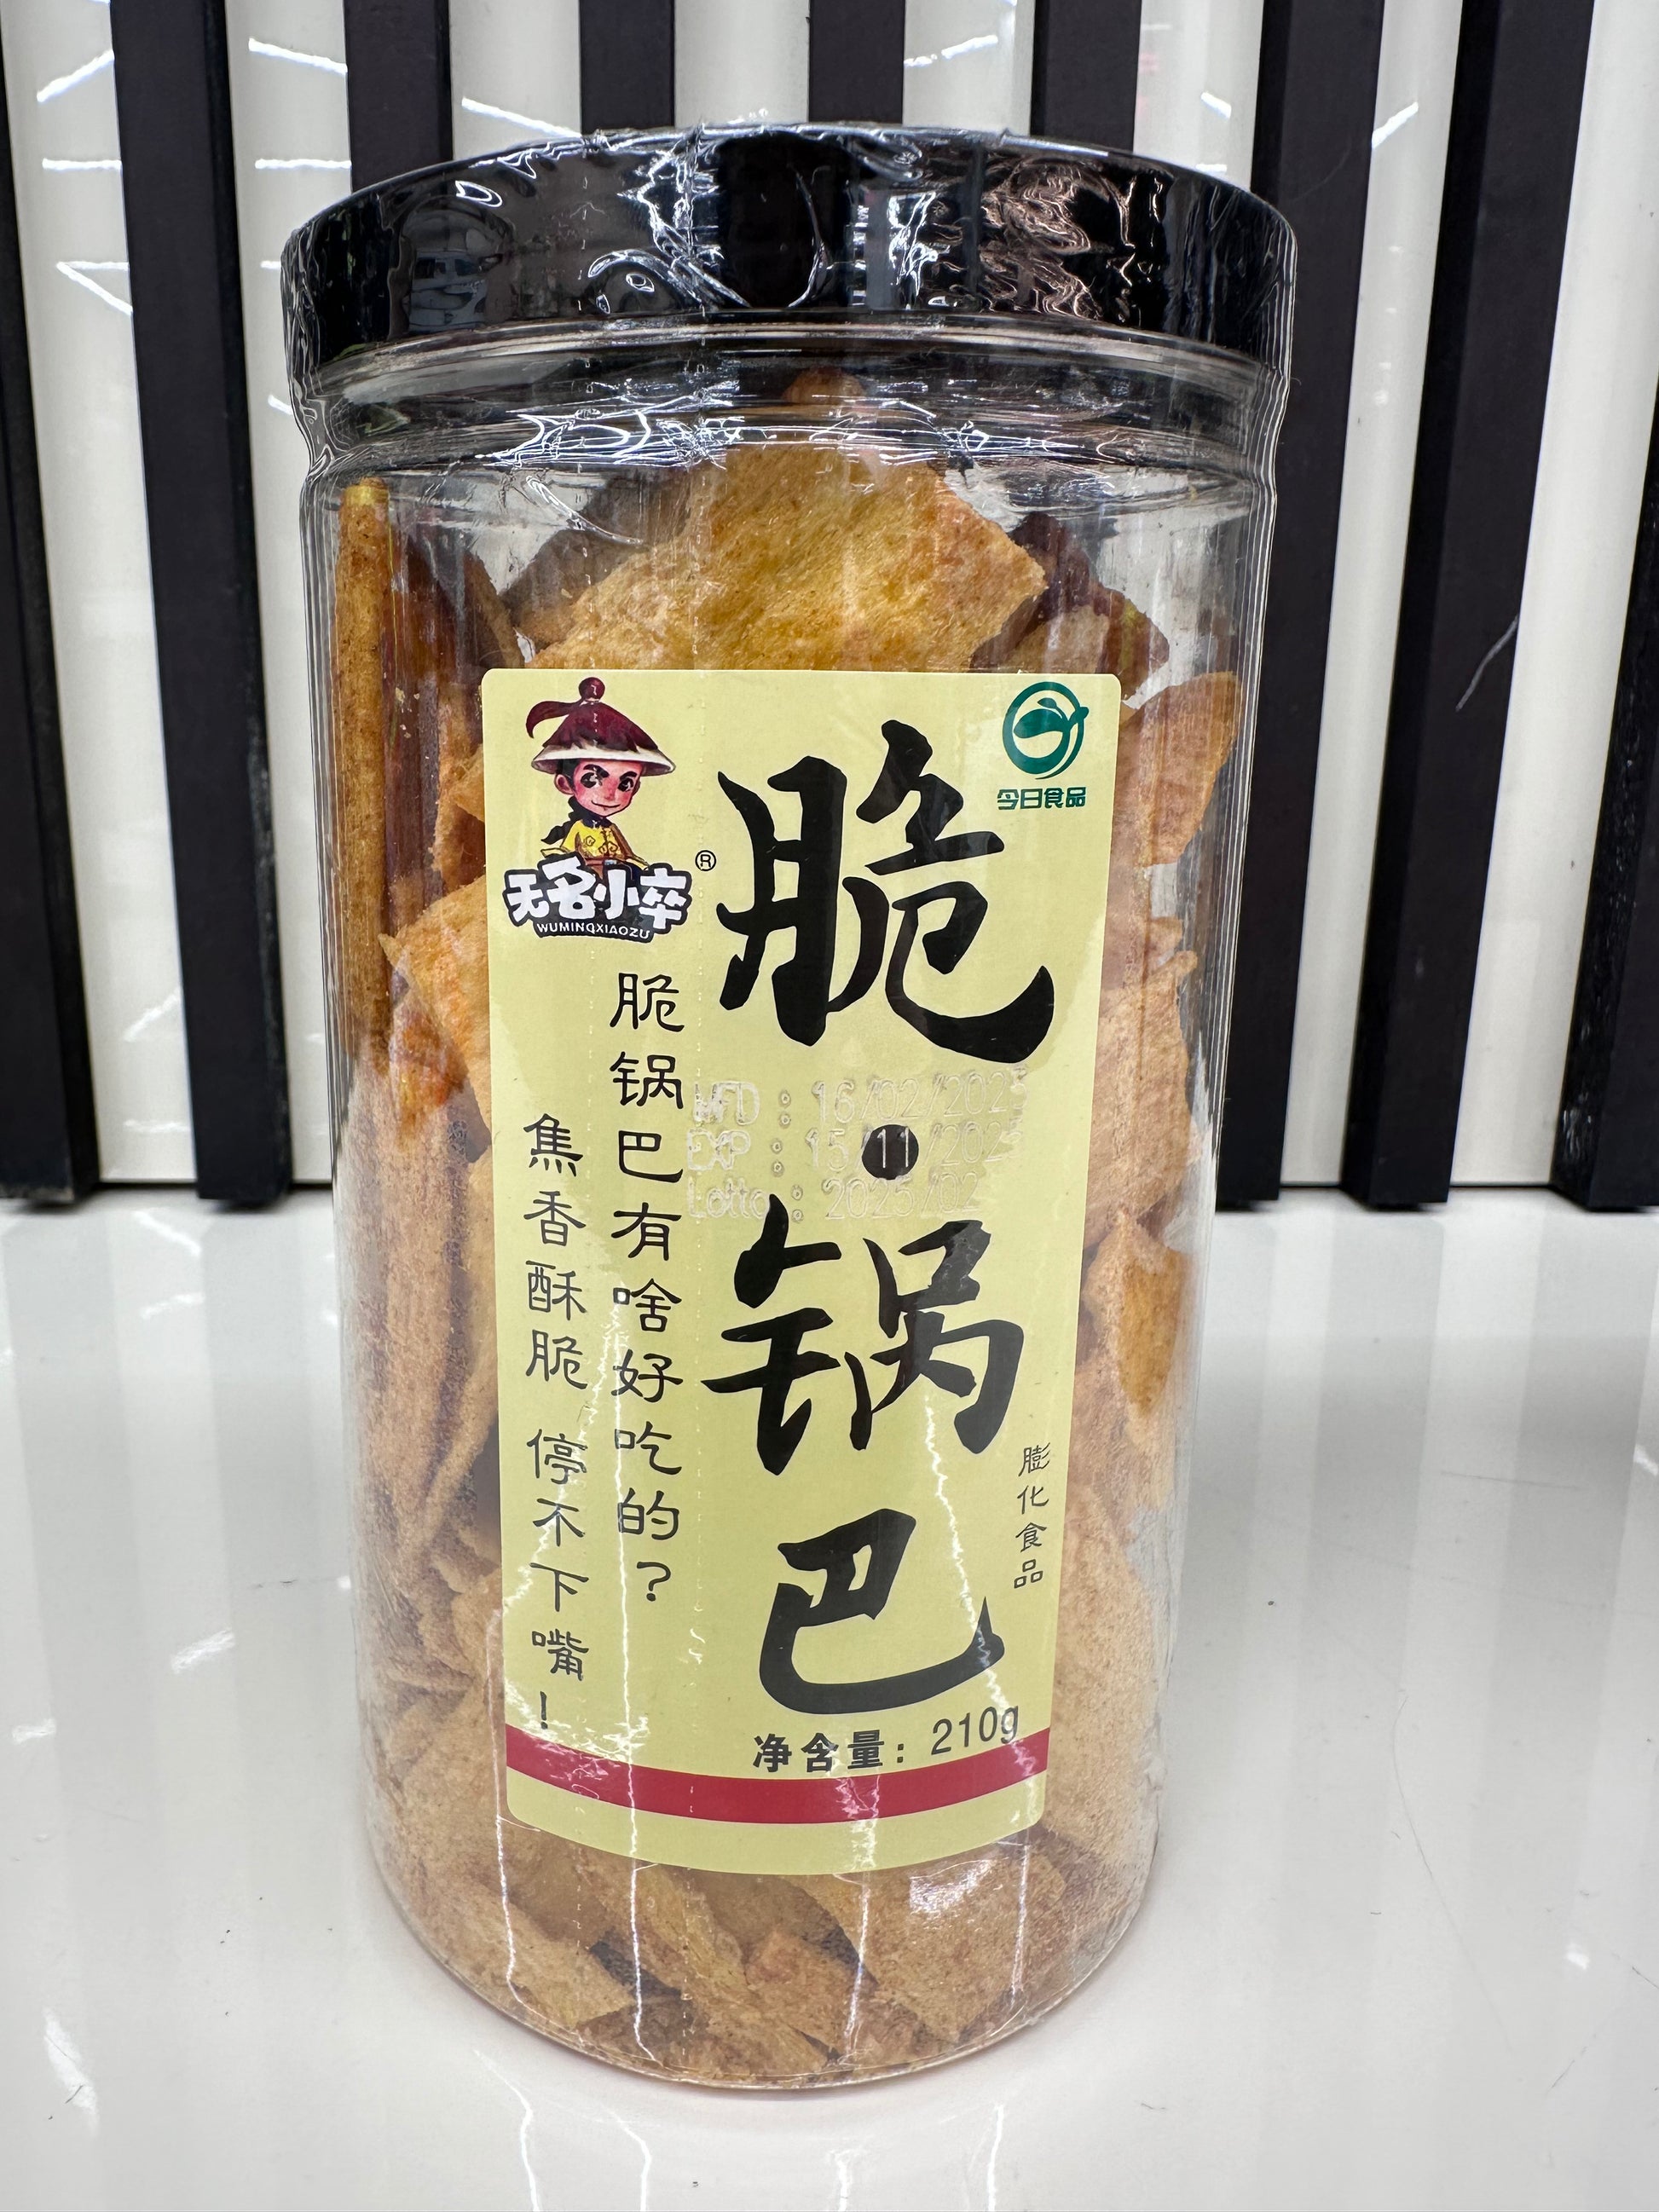 无名小卒
®
WUMINGXIAOZU
今日食品
脆·锅巴
脆锅巴有啥好吃的?
焦香酥脆 停不下嘴!
膨化食品
MFD : 16/02/2025
EXP : 15/11/2025
Lotto : 2025/02
净含量: 210g